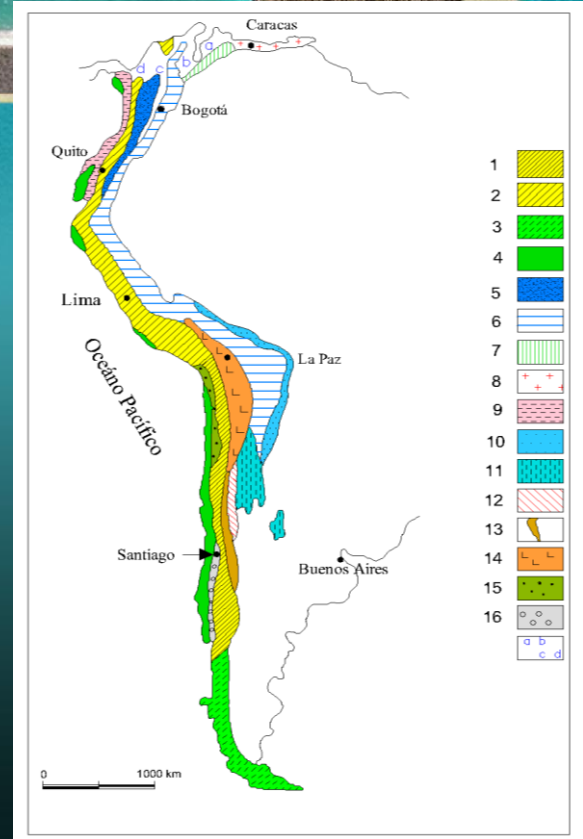 Caracas
a
b
c
d
Bogotá
Quito
Lima
La Paz
Océano Pacífico
Santiago
Buenos Aires
0 1000 km
1
2
3
4
5
6
7
8
9
10
11
12
13
14
15
16
a b
c d